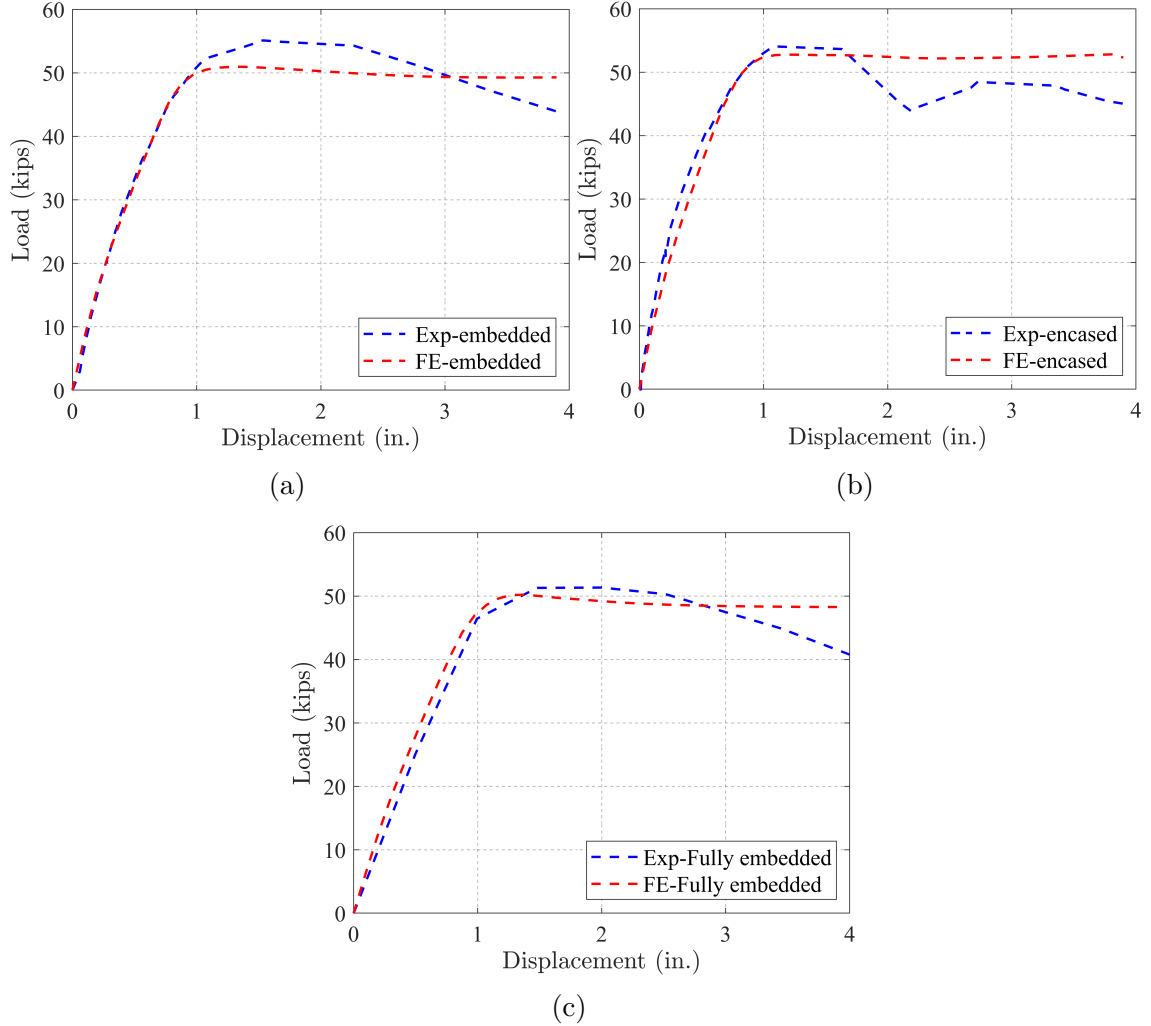 60
50
40
30
20
10
0
Load (kips)
Exp-embedded
FE-embedded
0 1 2 3 4
Displacement (in.)
(a)
60
50
40
30
20
10
0
Load (kips)
Exp-encased
FE-encased
0 1 2 3 4
Displacement (in.)
(b)
60
50
40
30
20
10
0
Load (kips)
Exp-Fully embedded
FE-Fully embedded
0 1 2 3 4
Displacement (in.)
(c)